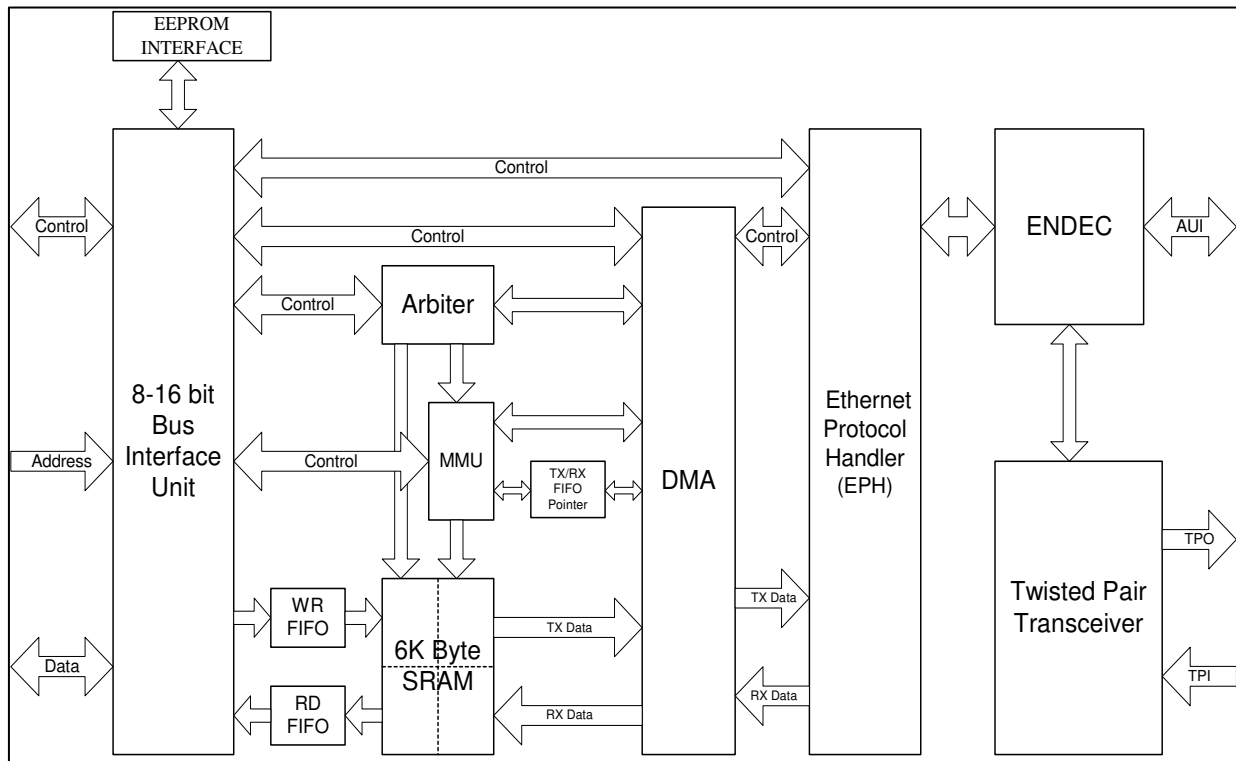 EEPROM
INTERFACE
Control
Control
Control
Control
ENDEC
AUI
Control
Arbiter
8-16 bit
Bus
Interface
Unit
Address
Control
MMU
TX/RX
FIFO
Pointer
DMA
Ethernet
Protocol
Handler
(EPH)
TPO
WR
FIFO
TX Data
TX Data
Twisted Pair
Transceiver
Data
6K Byte
SRAM
TPI
RD
FIFO
RX Data
RX Data